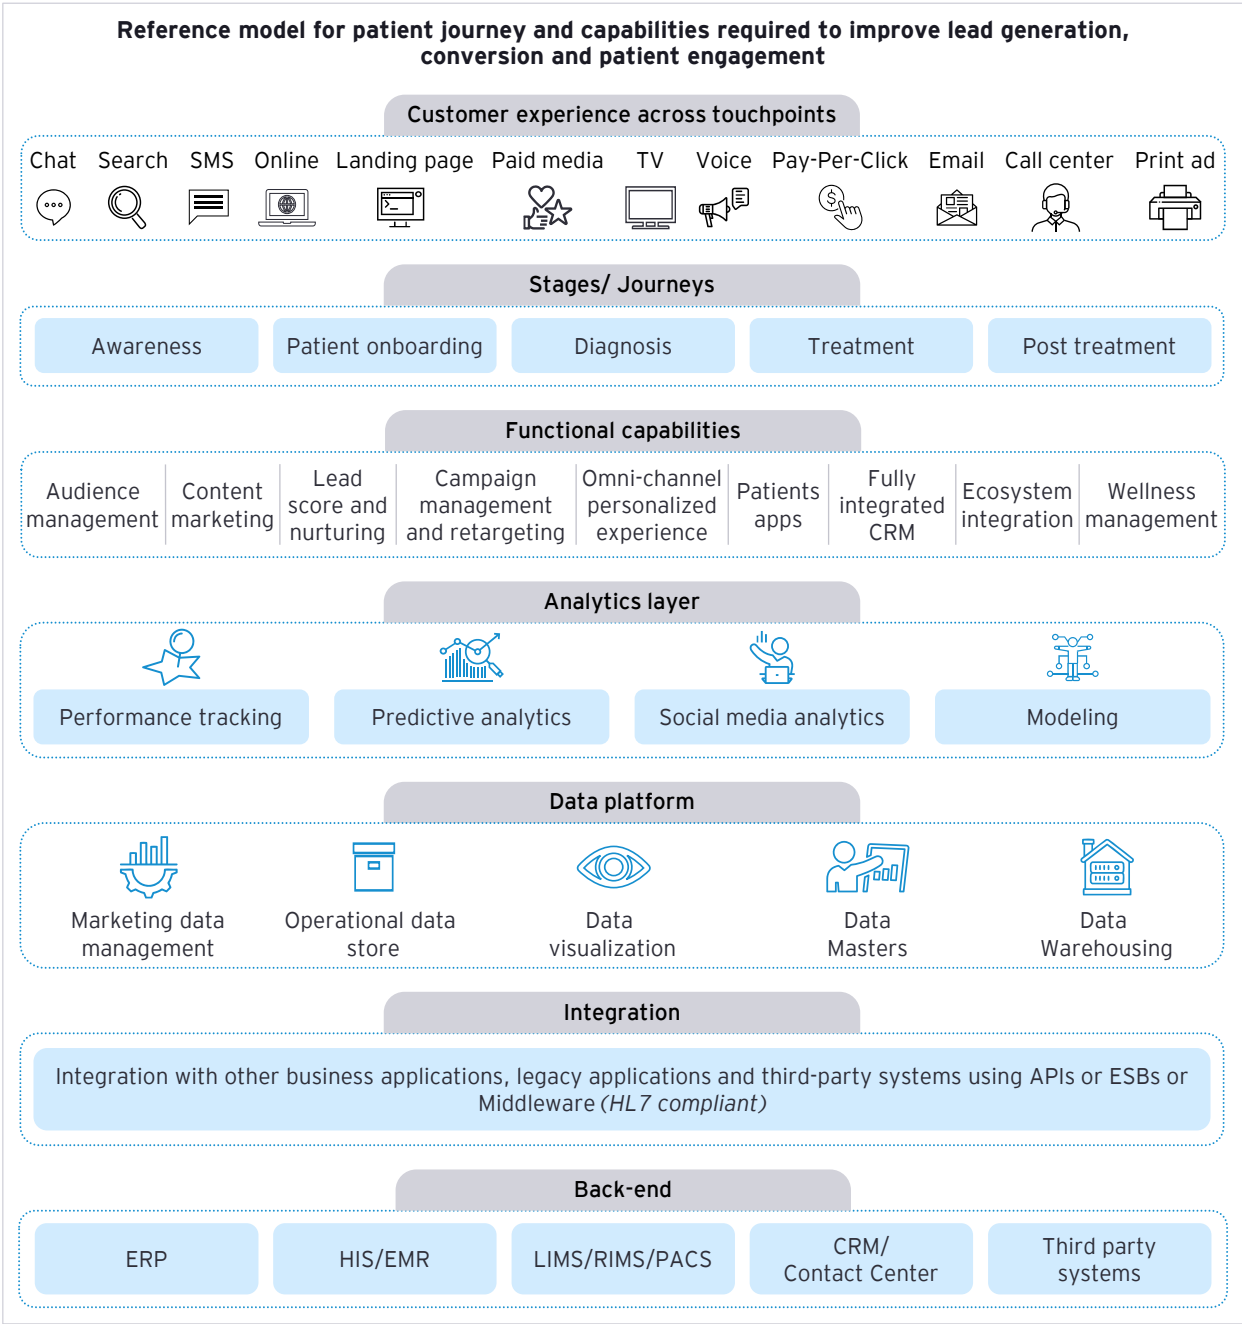 Reference model for patient journey and capabilities required to improve lead generation,
conversion and patient engagement
Customer experience across touchpoints
Chat Search SMS Online Landing page Paid media TV Voice Pay-Per-Click Email Call center Print ad
Stages/ Journeys
Awareness Patient onboarding Diagnosis Treatment Post treatment
Functional capabilities
Audience
management
Content
marketing
Lead
score and
nurturing
Campaign
management
and retargeting
Omni-channel
personalized
experience
Patients
apps
Fully
integrated
CRM
Ecosystem
integration
Wellness
management
Analytics layer
Performance tracking Predictive analytics Social media analytics Modeling
Data platform
Marketing data
management
Operational data
store
Data
visualization
Data
Masters
Data
Warehousing
Integration
Integration with other business applications, legacy applications and third-party systems using APIs or ESBs or
Middleware (HL7 compliant)
Back-end
ERP
HIS/EMR
LIMS/RIMS/PACS
CRM/
Contact Center
Third party
systems